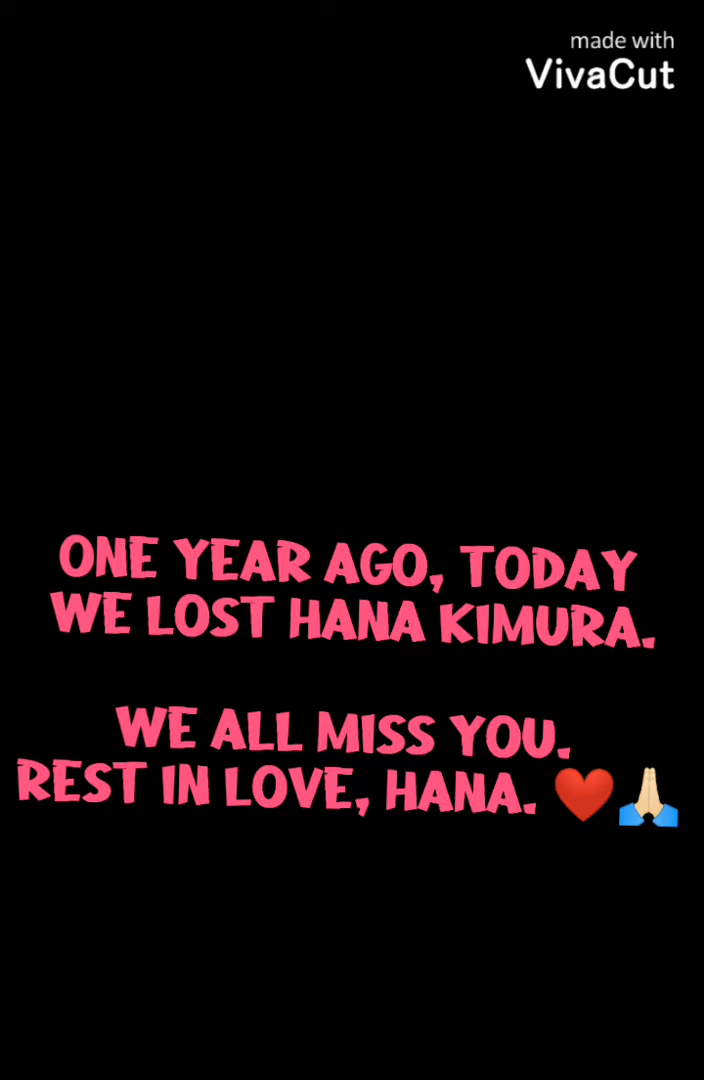 made with
VivaCut
ONE YEAR AGO, TODAY
WE LOST HANA KIMURA.
WE ALL MISS YOU.
REST IN LOVE, HANA. ❤️🙏🏻